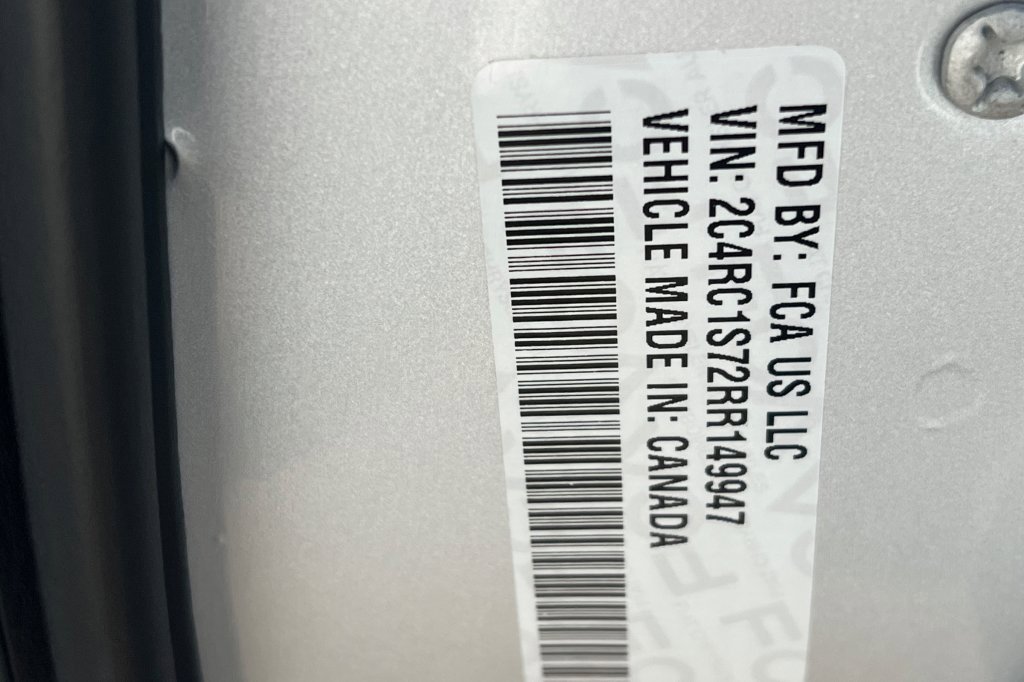 MFD BY: FCA US LLC
VIN: 2C4RC1S72RR149947
VEHICLE MADE IN: CANADA